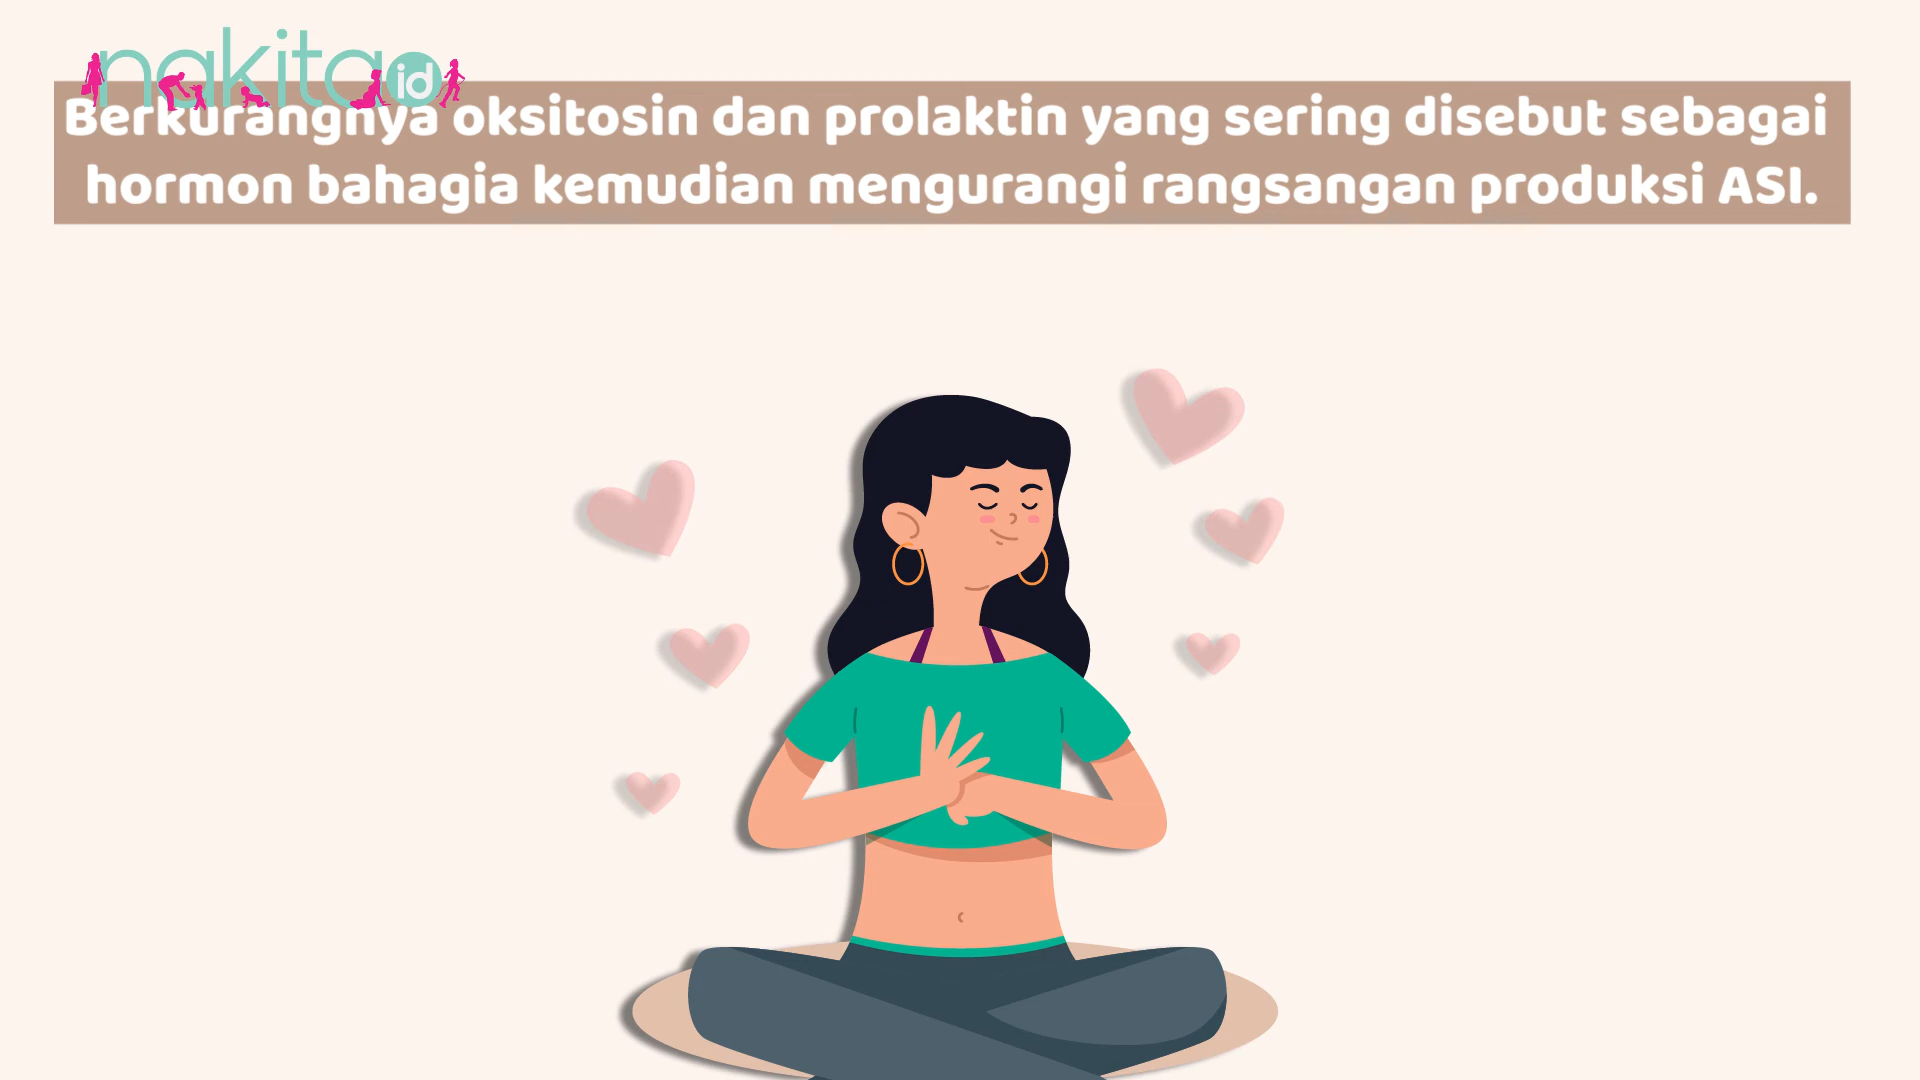 nakita id
Berkurangnya oksitosin dan prolaktin yang sering disebut sebagai
hormon bahagia kemudian mengurangi rangsangan produksi ASI.